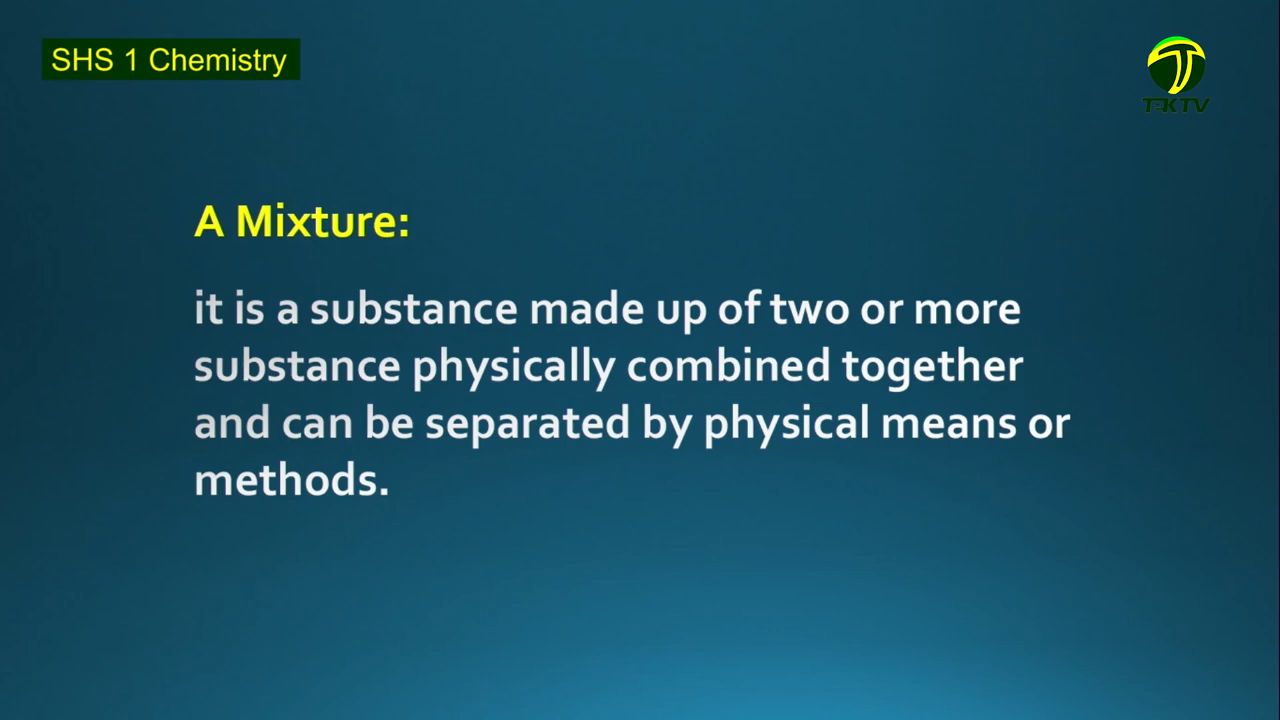 SHS 1 Chemistry
T-KTV
A Mixture:
it is a substance made up of two or more
substance physically combined together
and can be separated by physical means or
methods.